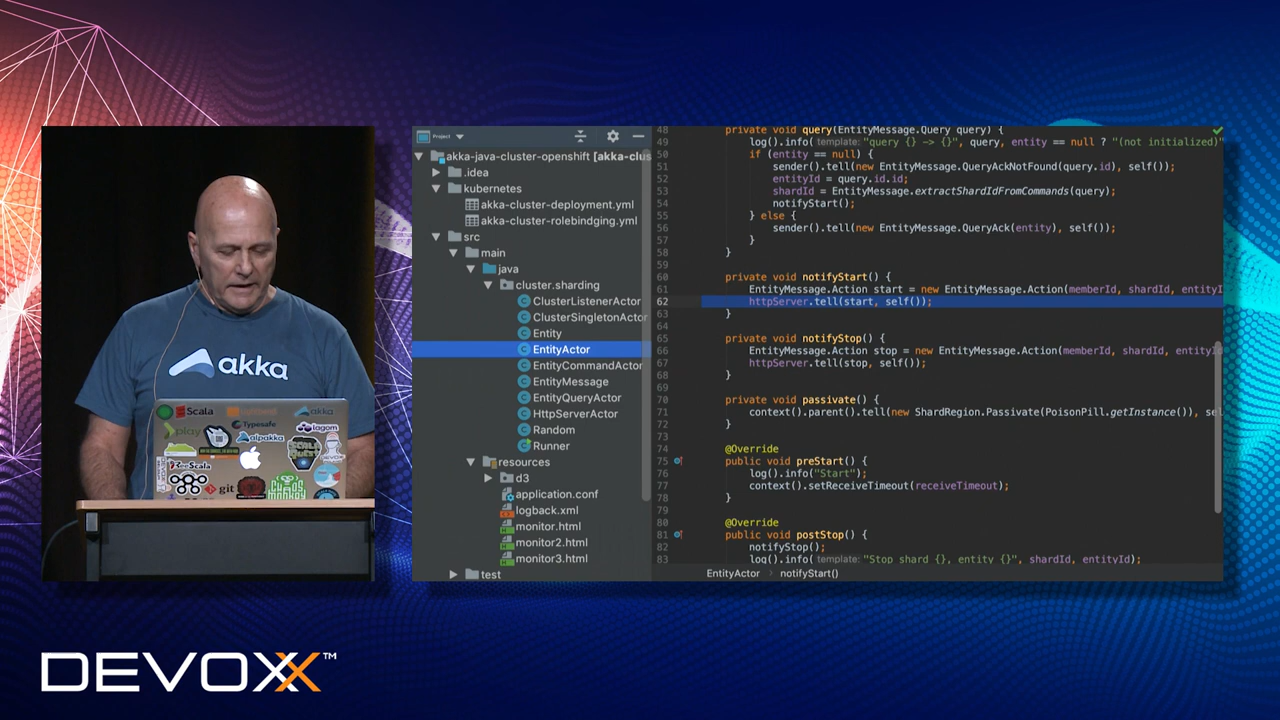 akka
Scala
akka
play
Typesafe
lagom
alpakka
SCALA
QUEST
ReeScala
git
CHAOS
MONKEY
DEVOXX™
Project
akka-java-cluster-openshift [akka-clus
.idea
kubernetes
akka-cluster-deployment.yml
akka-cluster-rolebindging.yml
src
main
java
cluster.sharding
ClusterListenerActor
ClusterSingletonActor
Entity
EntityActor
EntityCommandActor
EntityMessage
EntityQueryActor
HttpServerActor
Random
Runner
resources
d3
application.conf
logback.xml
monitor.html
monitor2.html
monitor3.html
test
48 private void query(EntityMessage.Query query) {
49 log().info( template: "query {} -> {}", query, entity == null ? "(not initialized)"
50 if (entity == null) {
51 sender().tell(new EntityMessage.QueryAckNotFound(query.id), self());
52 entityId = query.id.id;
53 shardId = EntityMessage.extractShardIdFromCommands(query);
54 notifyStart();
55 } else {
56 sender().tell(new EntityMessage.QueryAck(entity), self());
57 }
58 }
59
60 private void notifyStart() {
61 EntityMessage.Action start = new EntityMessage.Action(memberId, shardId, entityI
62 httpServer.tell(start, self());
63 }
64
65 private void notifyStop() {
66 EntityMessage.Action stop = new EntityMessage.Action(memberId, shardId, entityId
67 httpServer.tell(stop, self());
68 }
69
70 private void passivate() {
71 context().parent().tell(new ShardRegion.Passivate(PoisonPill.getInstance()), sel
72 }
73
74 @Override
75 public void preStart() {
76 log().info("Start");
77 context().setReceiveTimeout(receiveTimeout);
78 }
79
80 @Override
81 public void postStop() {
82 notifyStop();
83 log().info( template: "Stop shard {}, entity {}", shardId, entityId);
EntityActor > notifyStart()